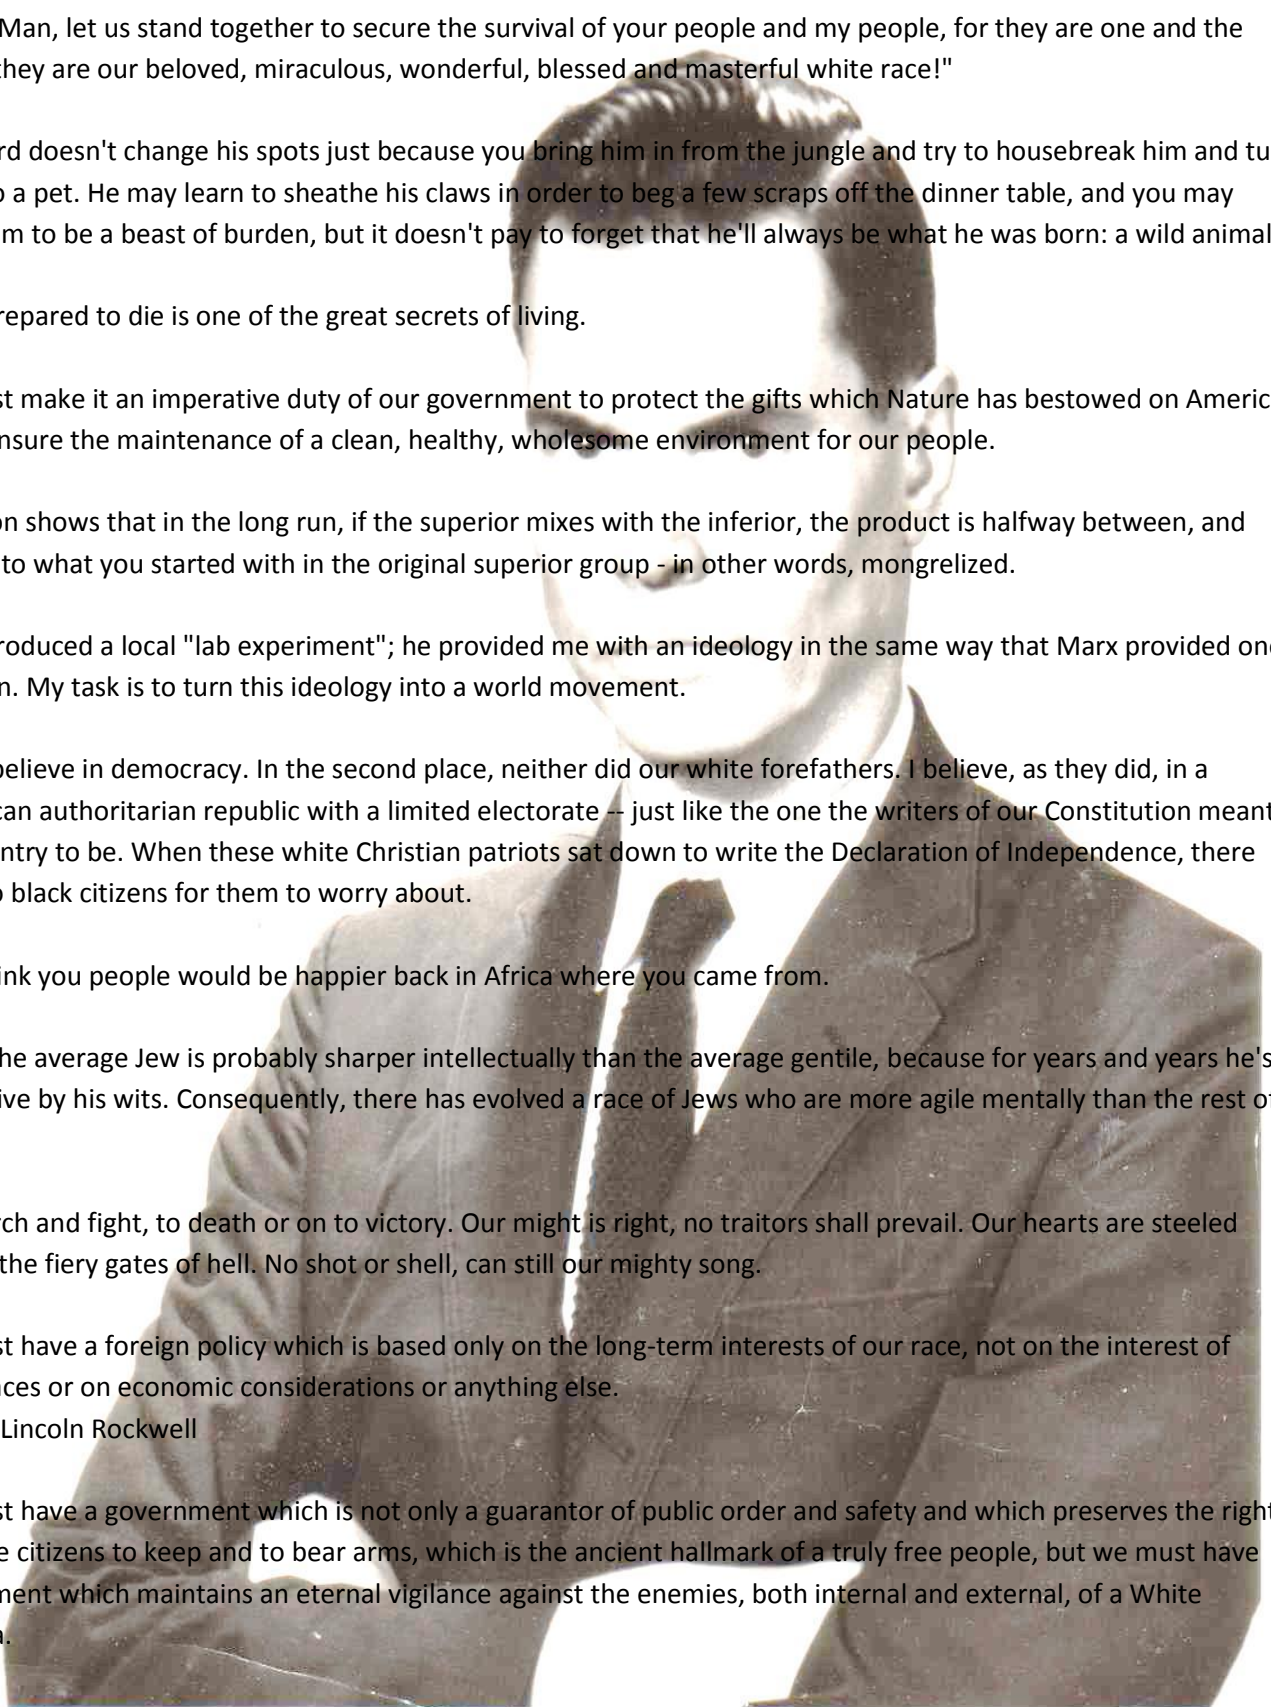 Man, let us stand together to secure the survival of your people and my people, for they are one and the
they are our beloved, miraculous, wonderful, blessed and masterful white race!"
rd doesn't change his spots just because you bring him in from the jungle and try to housebreak him and tu
o a pet. He may learn to sheathe his claws in order to beg a few scraps off the dinner table, and you may
m to be a beast of burden, but it doesn't pay to forget that he'll always be what he was born: a wild animal
repared to die is one of the great secrets of living.
st make it an imperative duty of our government to protect the gifts which Nature has bestowed on Americ
nsure the maintenance of a clean, healthy, wholesome environment for our people.
on shows that in the long run, if the superior mixes with the inferior, the product is halfway between, and
to what you started with in the original superior group - in other words, mongrelized.
roduced a local "lab experiment"; he provided me with an ideology in the same way that Marx provided one
n. My task is to turn this ideology into a world movement.
believe in democracy. In the second place, neither did our white forefathers. I believe, as they did, in a
can authoritarian republic with a limited electorate -- just like the one the writers of our Constitution meant
ntry to be. When these white Christian patriots sat down to write the Declaration of Independence, there
o black citizens for them to worry about.
ink you people would be happier back in Africa where you came from.
he average Jew is probably sharper intellectually than the average gentile, because for years and years he's
ive by his wits. Consequently, there has evolved a race of Jews who are more agile mentally than the rest of
rch and fight, to death or on to victory. Our might is right, no traitors shall prevail. Our hearts are steeled
the fiery gates of hell. No shot or shell, can still our mighty song.
st have a foreign policy which is based only on the long-term interests of our race, not on the interest of
nces or on economic considerations or anything else.
Lincoln Rockwell
st have a government which is not only a guarantor of public order and safety and which preserves the right
e citizens to keep and to bear arms, which is the ancient hallmark of a truly free people, but we must have
ment which maintains an eternal vigilance against the enemies, both internal and external, of a White
a.